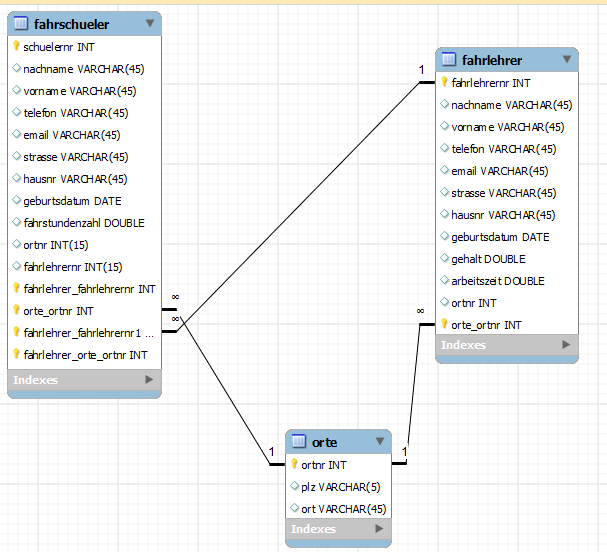 fahrschueler
schuelernr INT
nachname VARCHAR(45)
vorname VARCHAR(45)
telefon VARCHAR(45)
email VARCHAR(45)
strasse VARCHAR(45)
hausnr VARCHAR(45)
geburtsdatum DATE
fahrstundenzahl DOUBLE
ortnr INT(15)
fahrlehrernr INT(15)
fahrlehrer_fahrlehrernr INT
orte_ortnr INT
fahrlehrer_fahrlehrernr1 ...
fahrlehrer_orte_ortnr INT
Indexes
∞
∞
1
fahrlehrer
fahrlehrernr INT
nachname VARCHAR(45)
vorname VARCHAR(45)
telefon VARCHAR(45)
email VARCHAR(45)
strasse VARCHAR(45)
hausnr VARCHAR(45)
geburtsdatum DATE
gehalt DOUBLE
arbeitszeit DOUBLE
ortnr INT
orte_ortnr INT
Indexes
∞
1
1
orte
ortnr INT
plz VARCHAR(5)
ort VARCHAR(45)
Indexes